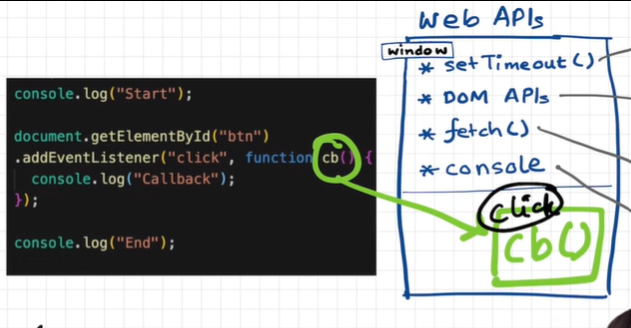 console.log("Start");
document.getElementById("btn")
.addEventListener("click", function cb() {
console.log("Callback");
});
console.log("End");
Web APIs
window
* setTimeout()
* DOM APIs
* fetch()
* console
click
cb()